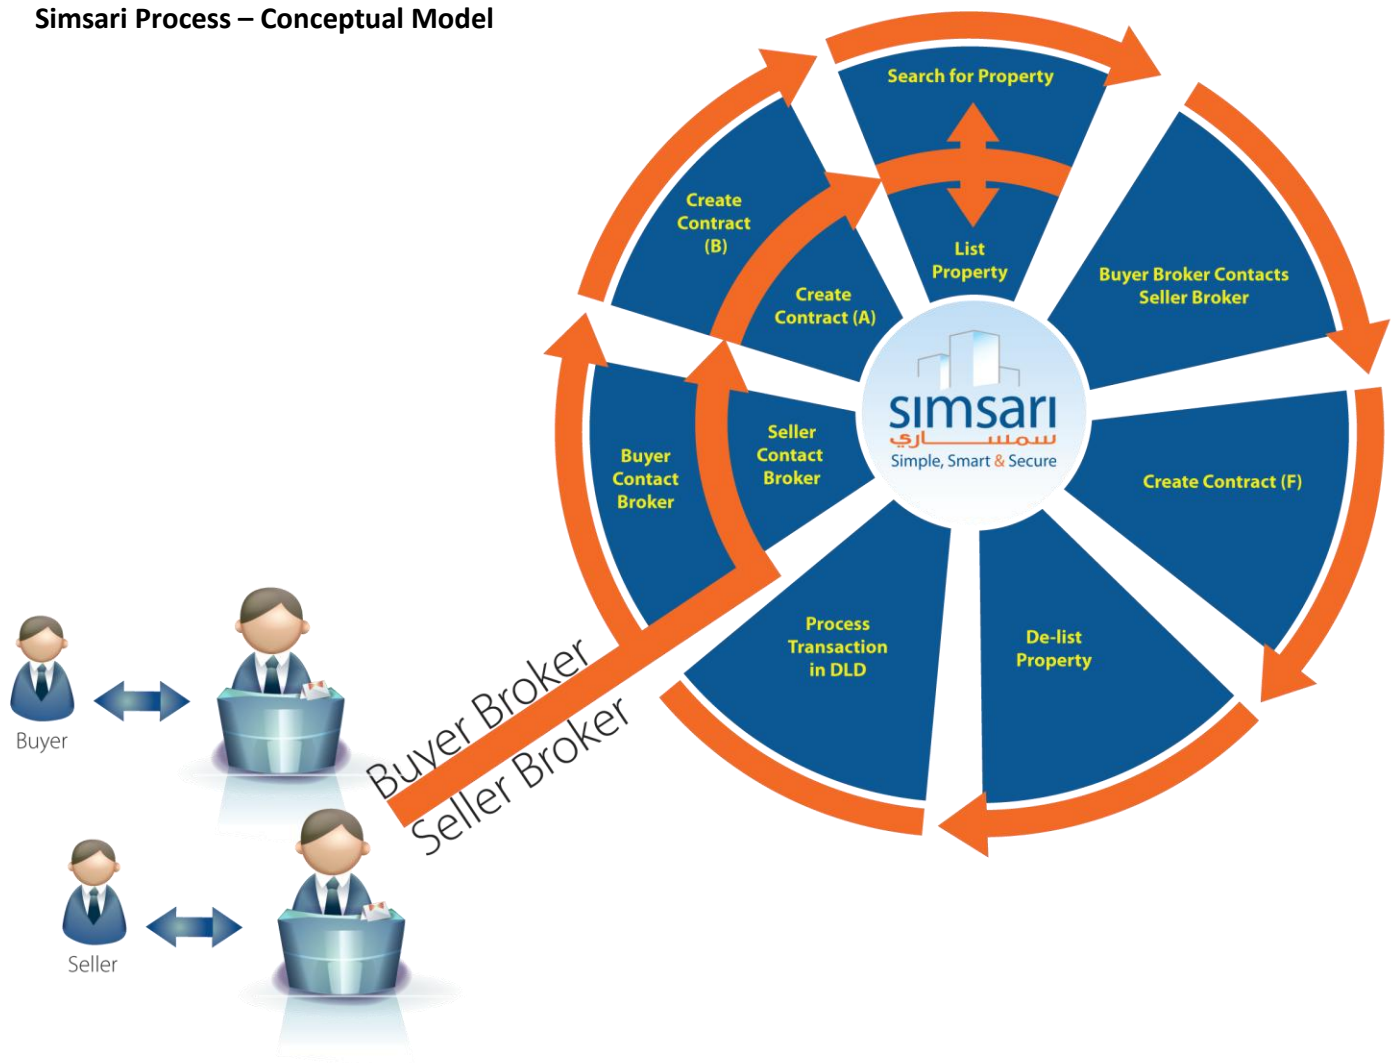 Simsari Process – Conceptual Model
Search for Property
List
Property
Buyer Broker Contacts
Seller Broker
Create Contract (F)
De-list
Property
Process
Transaction
in DLD
Buyer
Contact
Broker
Seller
Contact
Broker
Create
Contract
(B)
Create
Contract (A)
sımsarı
سمساري
Simple, Smart & Secure
Buyer Broker
Seller Broker
Buyer
Seller